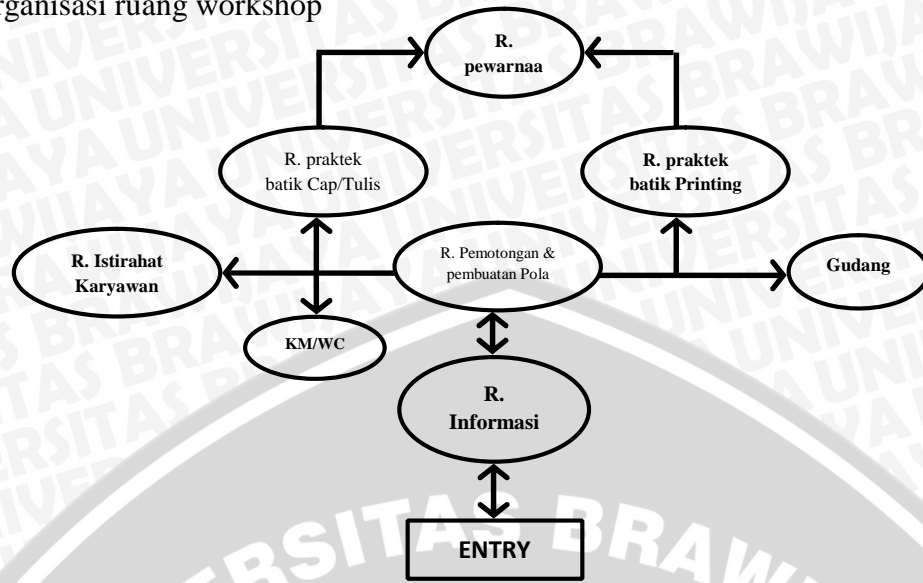 rganisasi ruang workshop
R.
pewarnaa
R. praktek
batik Cap/Tulis
R. praktek
batik Printing
R. Istirahat
Karyawan
R. Pemotongan &
pembuatan Pola
Gudang
KM/WC
R.
Informasi
ENTRY